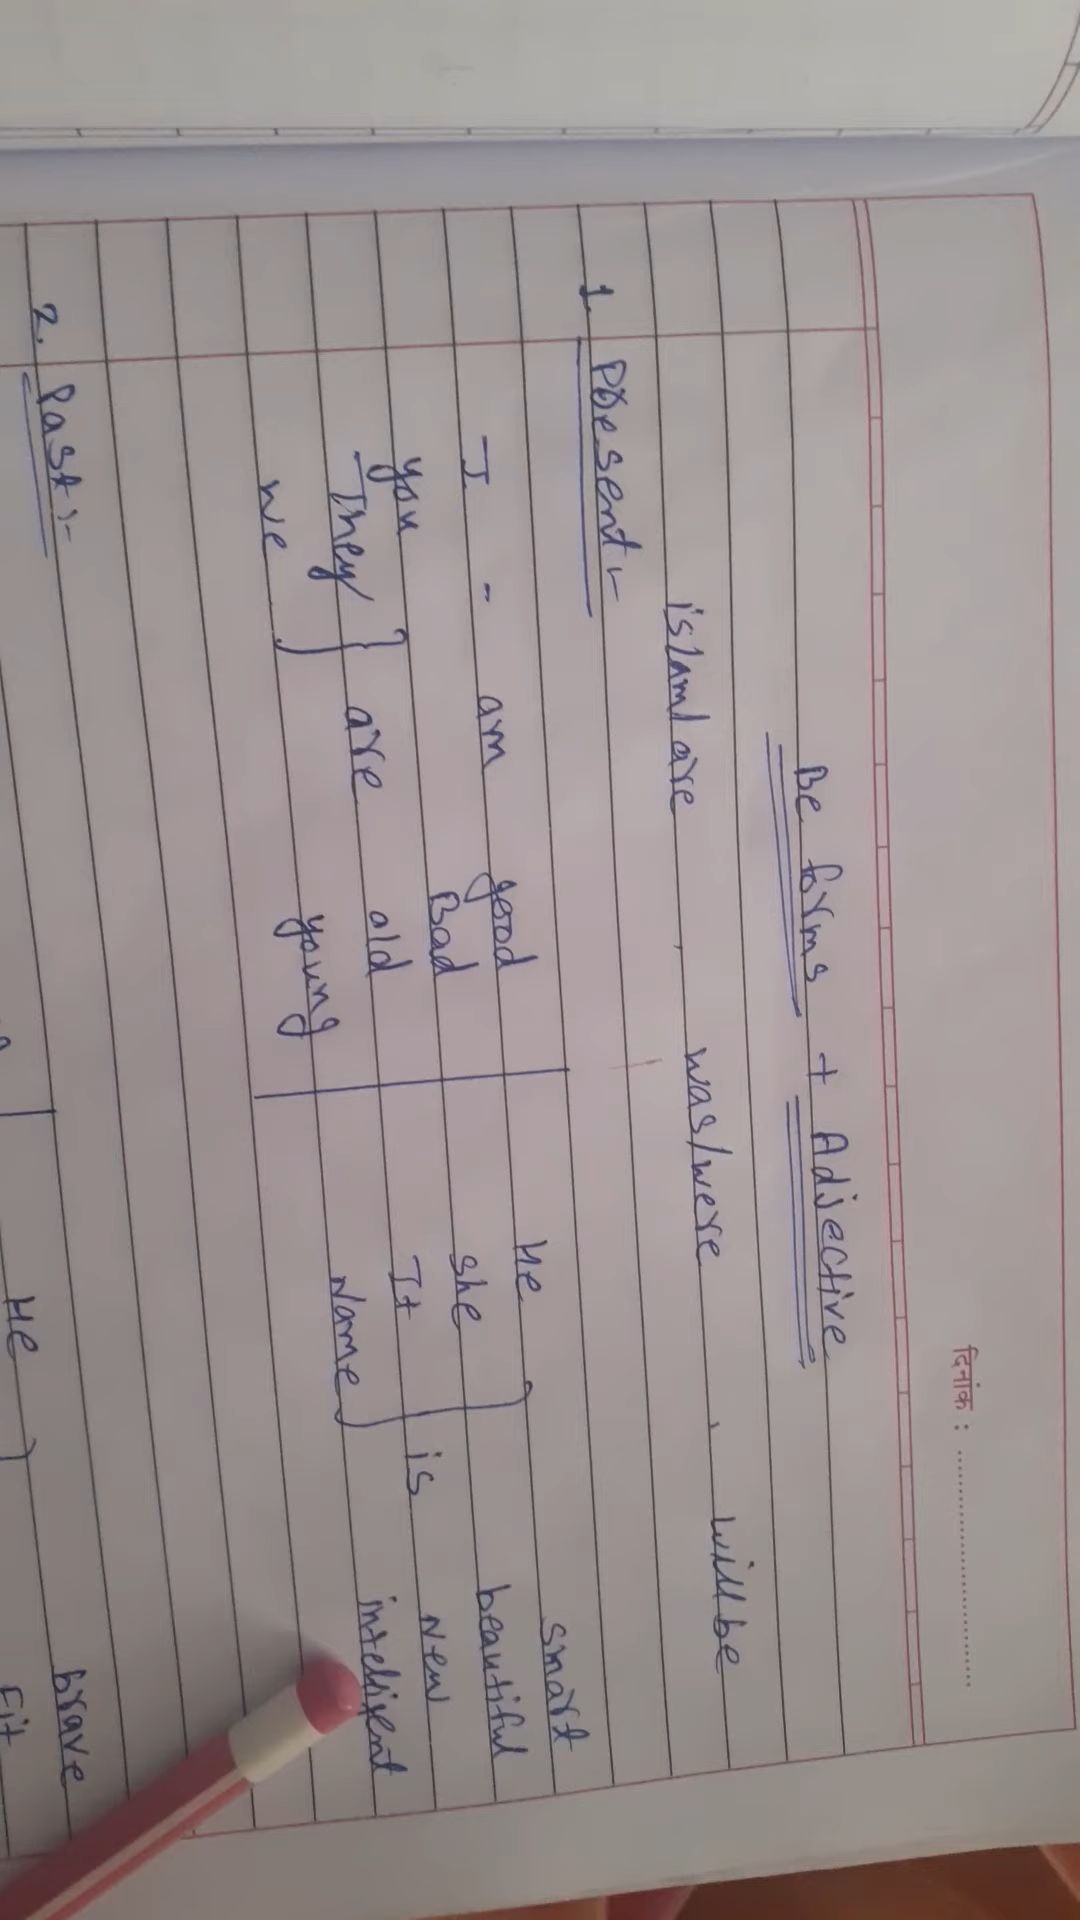 दिनांक : ........................
Be forms + Adjective
is/am/are , was/were , will be
1. Present :-
I - am good He smart
you Bad she beautiful
They } are old It } is New
we young Name intelligent
2. Past :- brave
He Fit